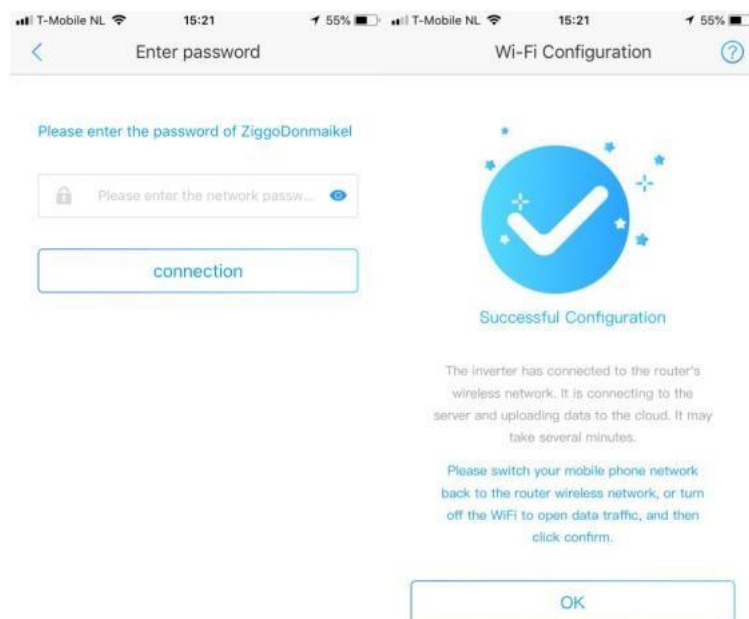 T-Mobile NL 15:21 55%
Enter password
Please enter the password of ZiggoDonmaikel
Please enter the network passw...
connection
T-Mobile NL 15:21 55%
Wi-Fi Configuration ?
Successful Configuration
The inverter has connected to the router's
wireless network. It is connecting to the
server and uploading data to the cloud. It may
take several minutes.
Please switch your mobile phone network
back to the router wireless network, or turn
off the WiFi to open data traffic, and then
click confirm.
OK